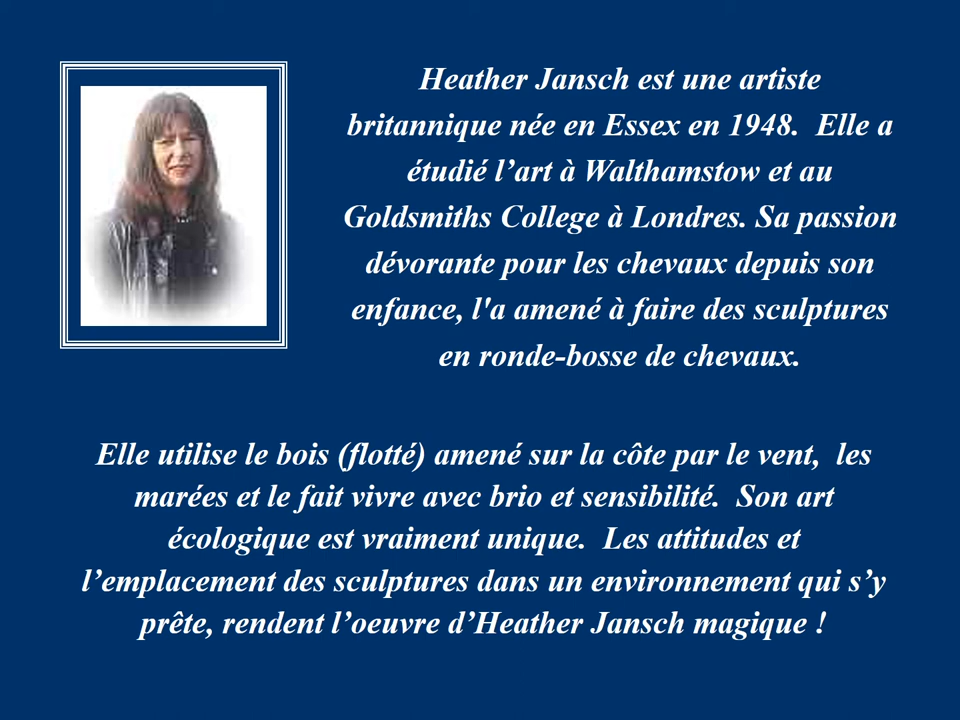 Heather Jansch est une artiste
britannique née en Essex en 1948.  Elle a
étudié l’art à Walthamstow et au
Goldsmiths College à Londres. Sa passion
dévorante pour les chevaux depuis son
enfance, l'a amené à faire des sculptures
en ronde-bosse de chevaux.
Elle utilise le bois (flotté) amené sur la côte par le vent,  les
marées et le fait vivre avec brio et sensibilité.  Son art
écologique est vraiment unique.  Les attitudes et
l’emplacement des sculptures dans un environnement qui s’y
prête, rendent l’oeuvre d’Heather Jansch magique !